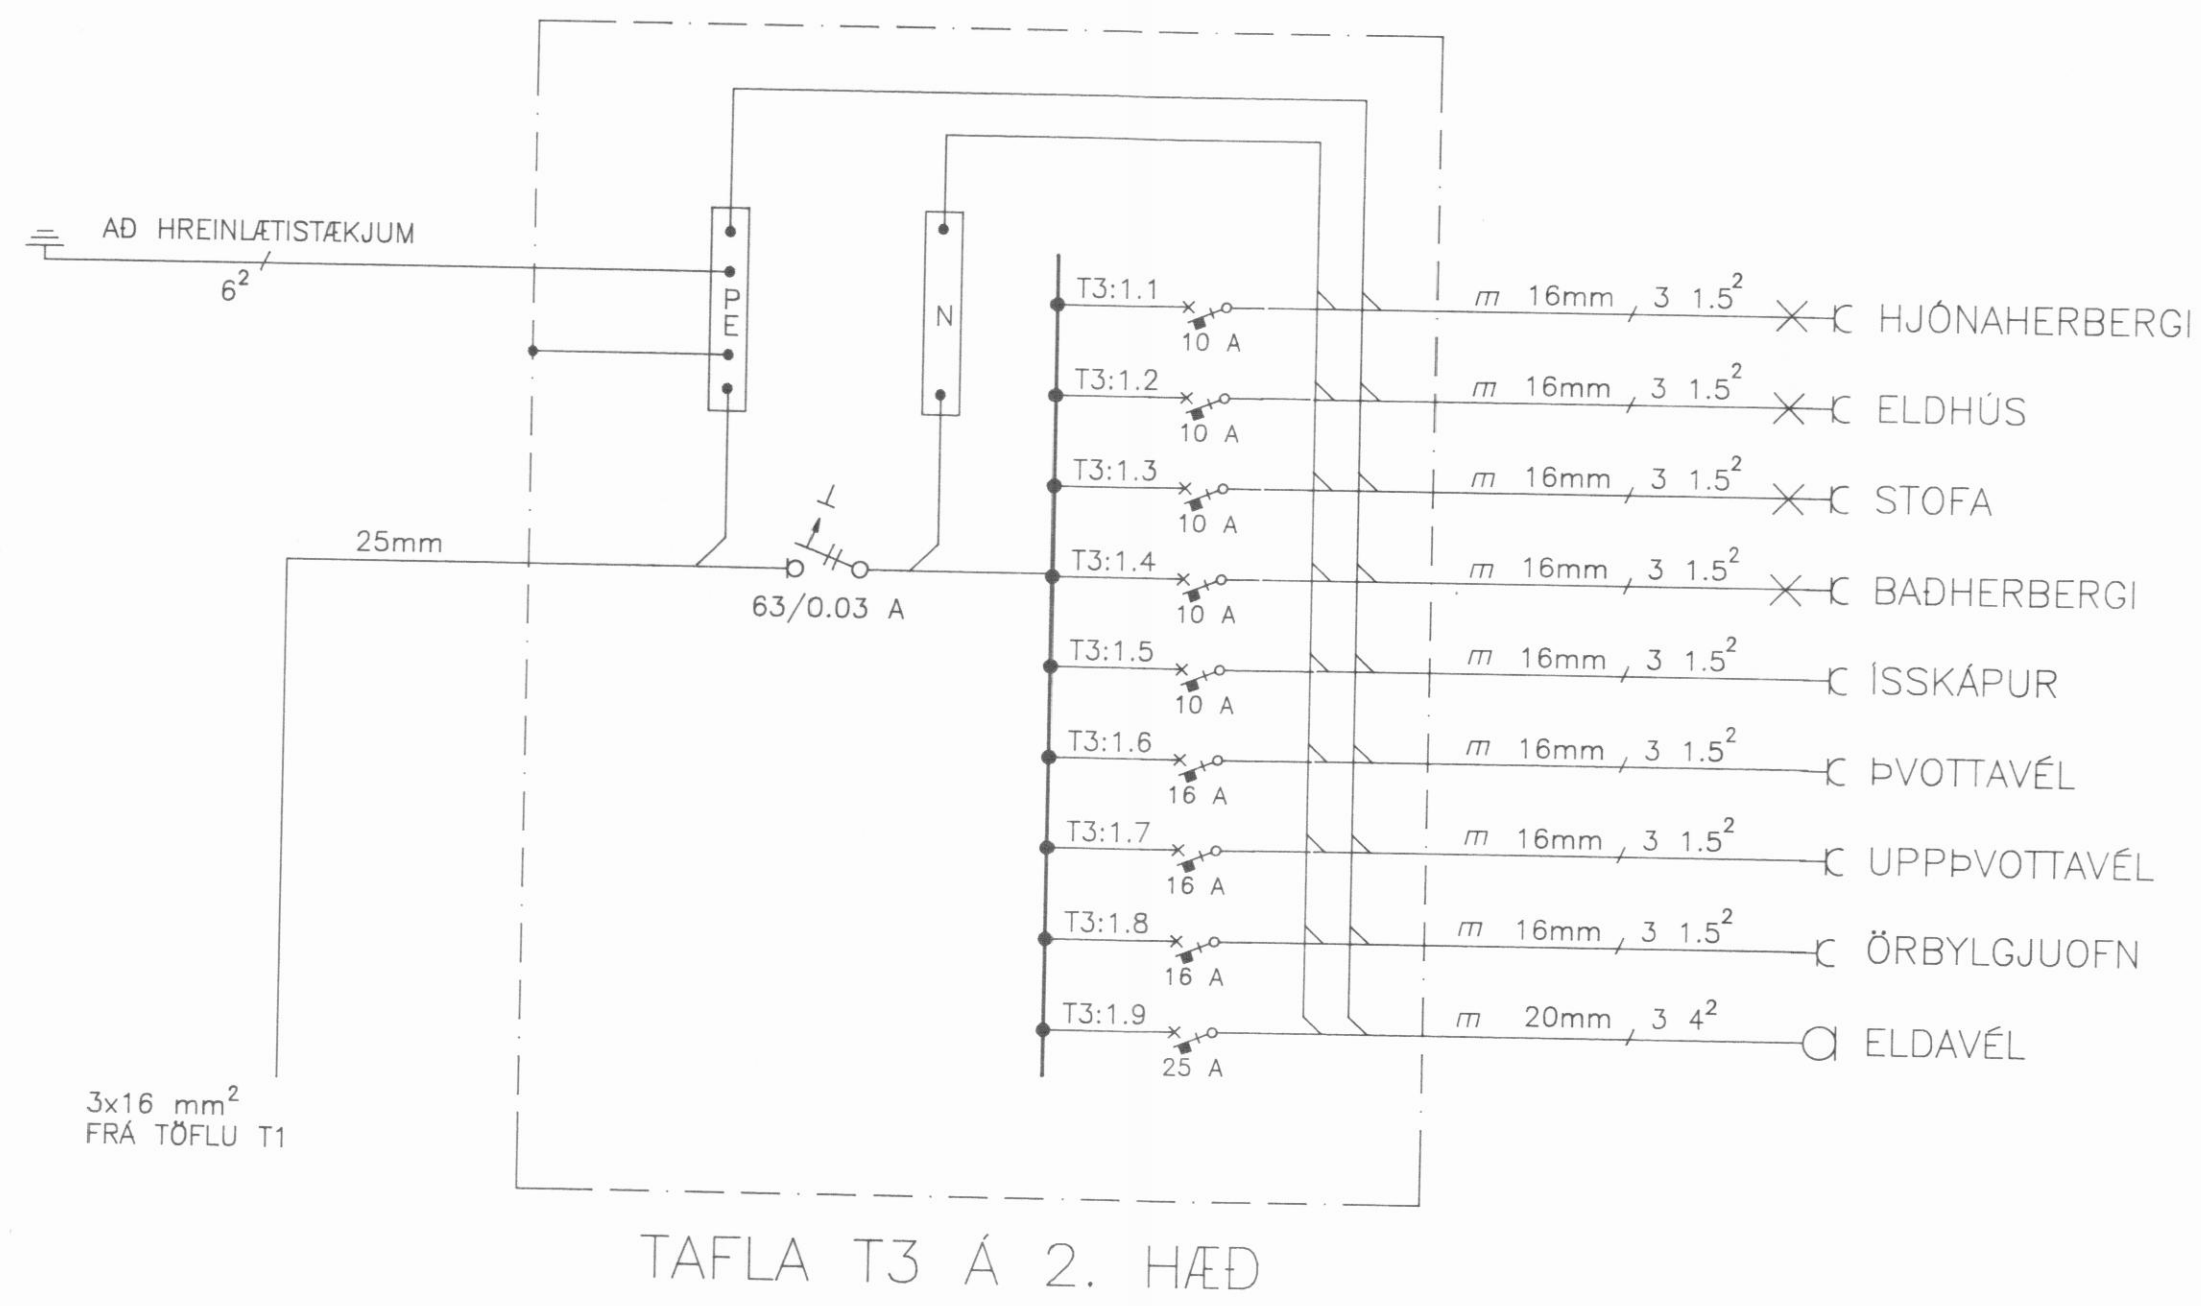 AÐ HREINLÆTISTÆKJUM
6²
PE
N
25mm
63/0.03 A
3x16 mm²
FRÁ TÖFLU T1
T3:1.1 10 A m 16mm 3 1.5² HJÓNAHERBERGI
T3:1.2 10 A m 16mm 3 1.5² ELDHÚS
T3:1.3 10 A m 16mm 3 1.5² STOFA
T3:1.4 10 A m 16mm 3 1.5² BAÐHERBERGI
T3:1.5 10 A m 16mm 3 1.5² ÍSSKÁPUR
T3:1.6 16 A m 16mm 3 1.5² ÞVOTTAVÉL
T3:1.7 16 A m 16mm 3 1.5² UPPÞVOTTAVÉL
T3:1.8 16 A m 16mm 3 1.5² ÖRBYLGJUOFN
T3:1.9 25 A m 20mm 3 4² ELDAVÉL
TAFLA T3 Á 2. HÆÐ